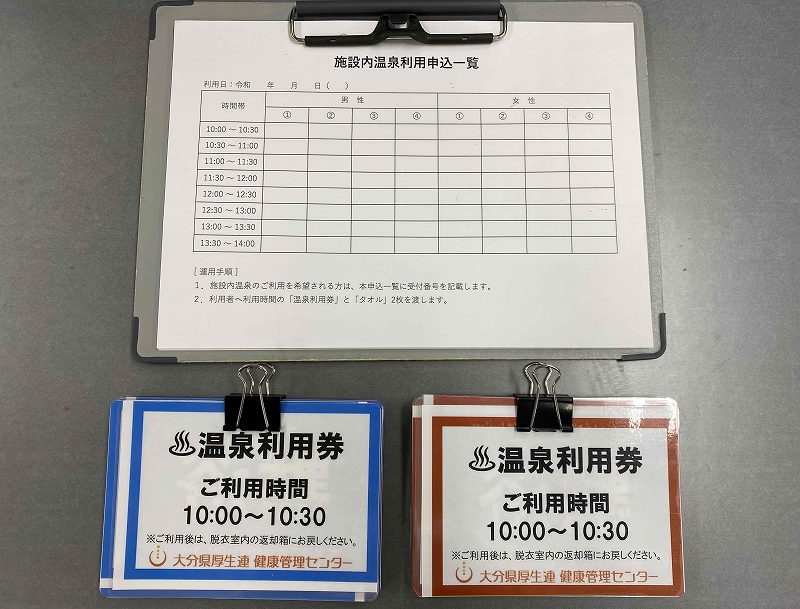 施設内温泉利用申込一覧
利用日：令和　年　月　日（　）
時間帯 男 性 女 性
① ② ③ ④ ① ② ③ ④
10:00 ～ 10:30
10:30 ～ 11:00
11:00 ～ 11:30
11:30 ～ 12:00
12:00 ～ 12:30
12:30 ～ 13:00
13:00 ～ 13:30
13:30 ～ 14:00
[ 運用手順 ]
1．施設内温泉のご利用を希望される方は、本申込一覧に受付番号を記載します。
2．利用者へ利用時間の「温泉利用券」と「タオル」2枚を渡します。
♨温泉利用券
ご利用時間
10:00～10:30
※ご利用後は、脱衣室内の返却箱にお戻しください。
大分県厚生連 健康管理センター
♨温泉利用券
ご利用時間
10:00～10:30
※ご利用後は、脱衣室内の返却箱にお戻しください。
大分県厚生連 健康管理センター